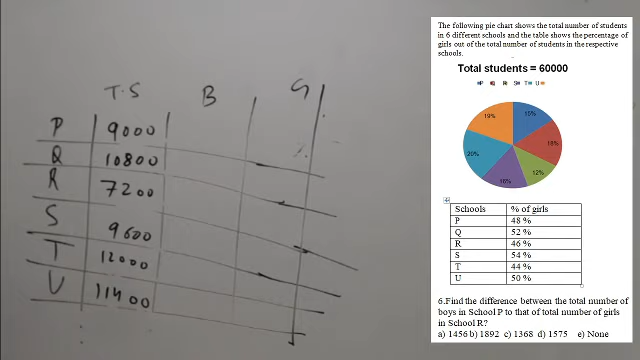 T.S B G
P 9000
Q 10800
R 7200
S 9600
T 12000
U 11400
The following pie chart shows the total number of students
in 6 different schools and the table shows the percentage of
girls out of the total number of students in the respective
schools.
Total students = 60000
P Q R S T U
19% 15%
20% 18%
16% 12%
Schools % of girls
P 48 %
Q 52 %
R 46 %
S 54 %
T 44 %
U 50 %
6.Find the difference between the total number of
boys in School P to that of total number of girls
in School R?
a) 1456 b) 1892 c) 1368 d) 1575 e) None